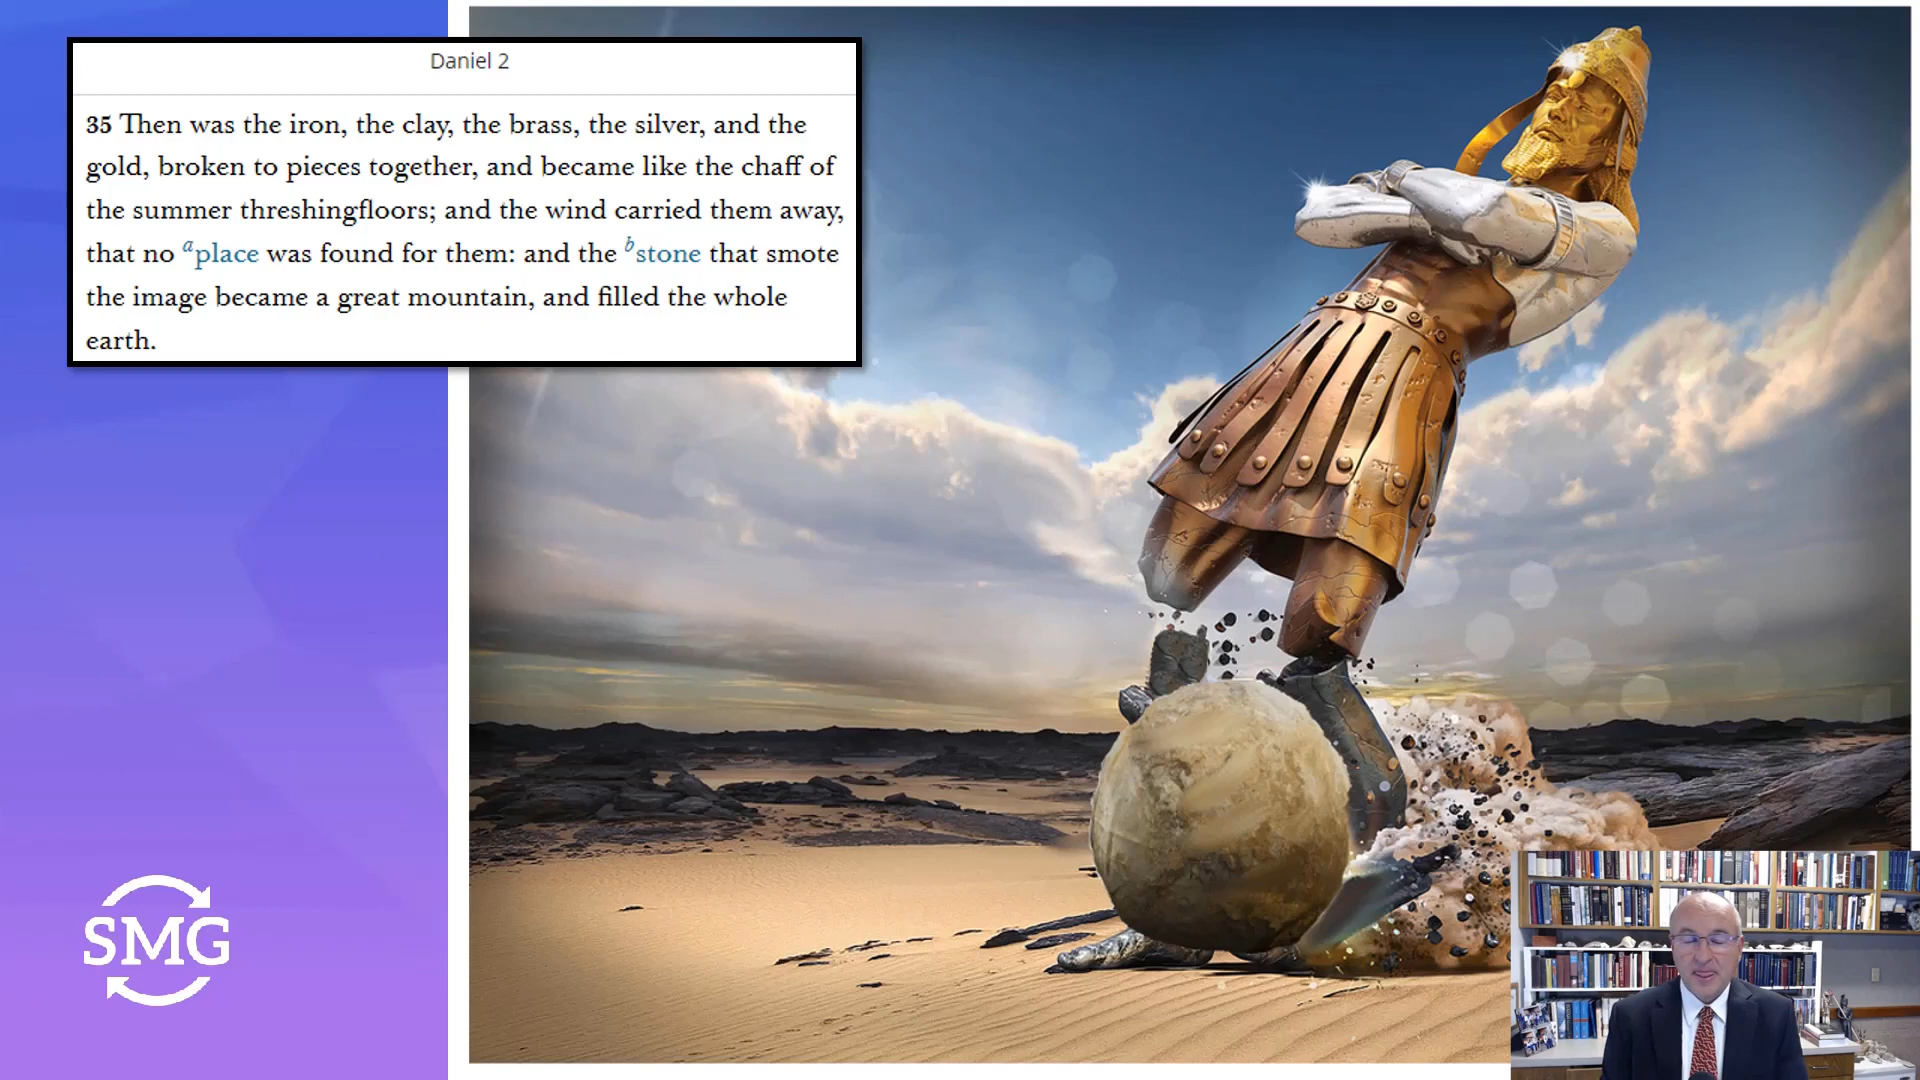 Daniel 2
35 Then was the iron, the clay, the brass, the silver, and the
gold, broken to pieces together, and became like the chaff of
the summer threshingfloors; and the wind carried them away,
that no a place was found for them: and the b stone that smote
the image became a great mountain, and filled the whole
earth.
SMG